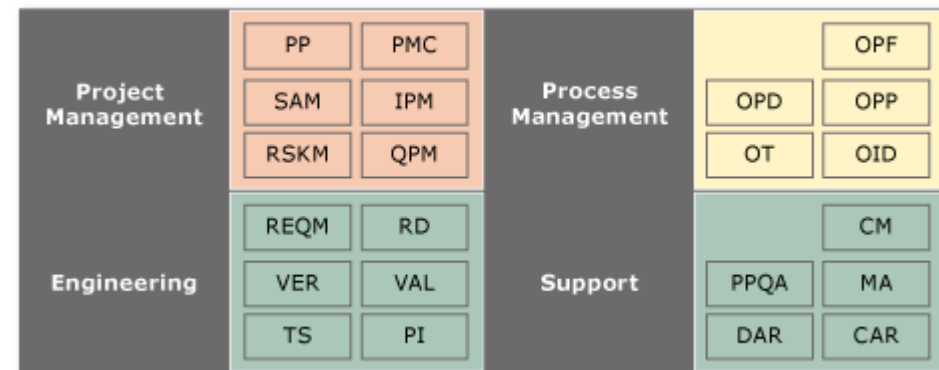 Project
Management
PP PMC
SAM IPM
RSKM QPM
Process
Management
OPF
OPD OPP
OT OID
Engineering
REQM RD
VER VAL
TS PI
Support
CM
PPQA MA
DAR CAR